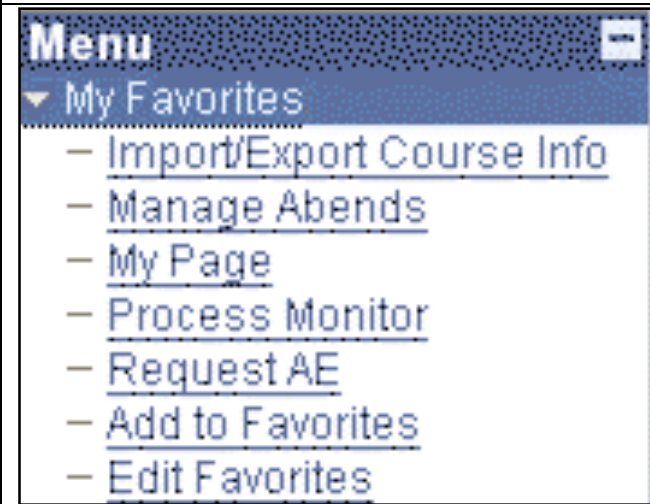 Menu
My Favorites
Import/Export Course Info
Manage Abends
My Page
Process Monitor
Request AE
Add to Favorites
Edit Favorites